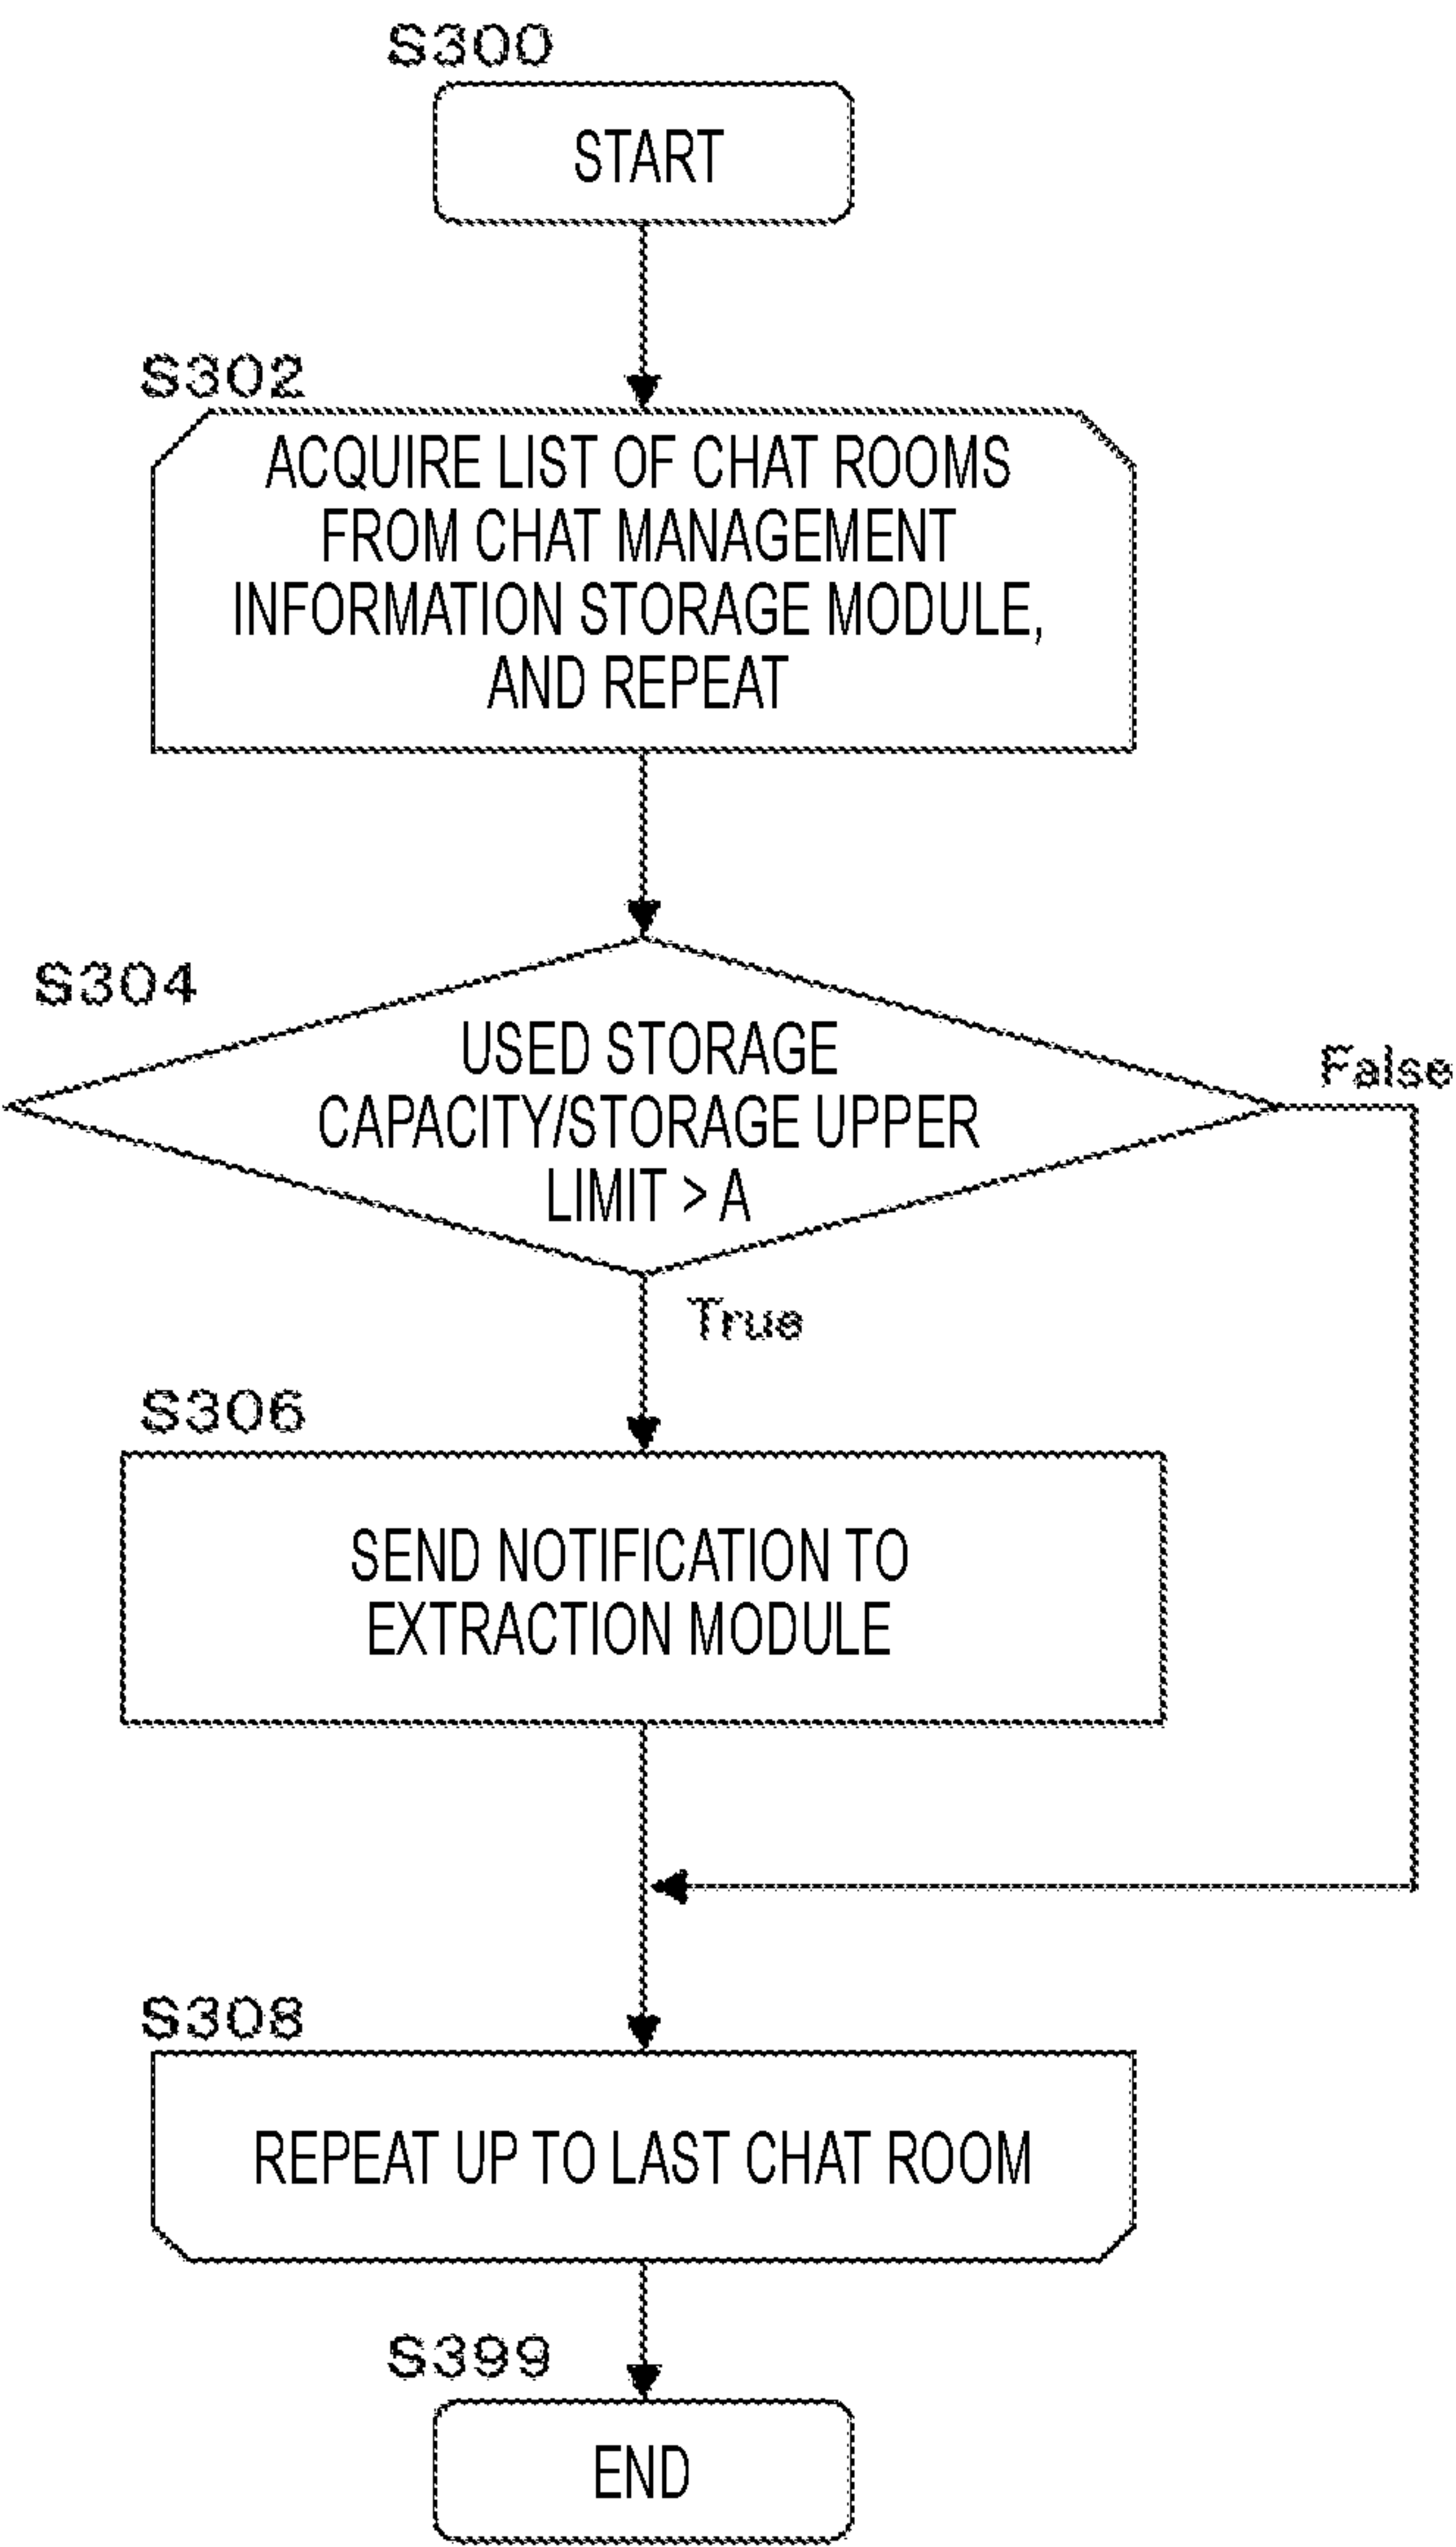 S300
START
S302
ACQUIRE LIST OF CHAT ROOMS
FROM CHAT MANAGEMENT
INFORMATION STORAGE MODULE,
AND REPEAT
S304
USED STORAGE
CAPACITY/STORAGE UPPER
LIMIT > A
False
True
S306
SEND NOTIFICATION TO
EXTRACTION MODULE
S308
REPEAT UP TO LAST CHAT ROOM
S399
END